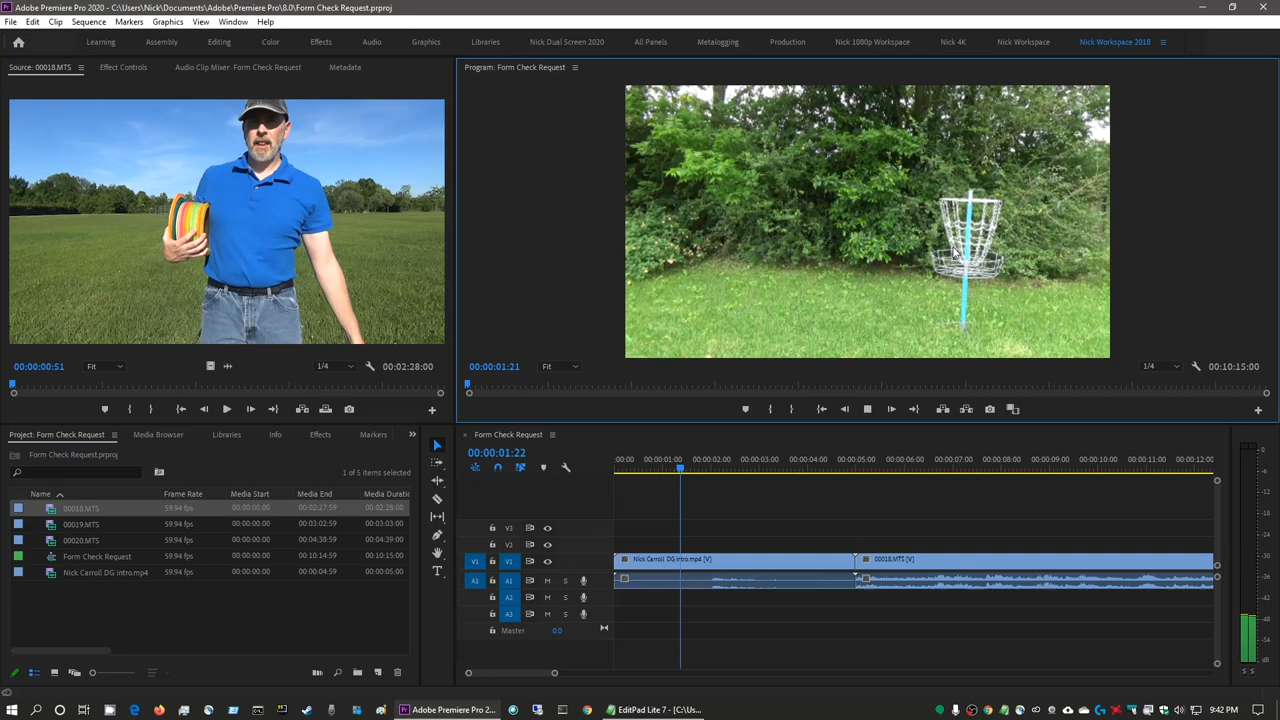 Adobe Premiere Pro 2020 - C:\Users\Nick\Documents\Adobe\Premiere Pro\8.0\Form Check Request.prproj
File Edit Clip Sequence Markers Graphics View Window Help
Learning Assembly Editing Color Effects Audio Graphics Libraries Nick Dual Screen 2020 All Panels Metalogging Production Nick 1080p Workspace Nick 4K Nick Workspace Nick Workspace 2018
Source: 00018.MTS Effect Controls Audio Clip Mixer: Form Check Request Metadata
Program: Form Check Request
00:00:00:51 Fit 1/4 00:02:28:00
00:00:01:21 Fit 1/4 00:10:15:00
Project: Form Check Request Media Browser Libraries Info Effects Markers
Form Check Request.prproj
1 of 5 items selected
Name Frame Rate Media Start Media End Media Duratic
00018.MTS 59.94 fps 00:00:00:00 00:02:27:59 00:02:28:00
00019.MTS 59.94 fps 00:00:00:00 00:03:02:59 00:03:03:00
00020.MTS 59.94 fps 00:00:00:00 00:04:38:59 00:04:39:00
Form Check Request 59.94 fps 00:00:00:00 00:10:14:59 00:10:15:00
Nick Carroll DG Intro.mp4 59.94 fps 00:00:00:00 00:00:04:59 00:00:05:00
Form Check Request
00:00:01:22
:00:00 00:00:01:00 00:00:02:00 00:00:03:00 00:00:04:00 00:00:05:00 00:00:06:00 00:00:07:00 00:00:08:00 00:00:09:00 00:00:10:00 00:00:11:00 00:00:12:00
V3
V2
V1 V1 Nick Carroll DG Intro.mp4 [V] 00018.MTS [V]
A1 A1 M S
A2 M S
A3 M S
Master 0.0
0
-6
-12
-18
-24
-30
-36
-42
-48
-54
dB
S S
Adobe Premiere Pro 2... EditPad Lite 7 - [C:\Us... 9:42 PM